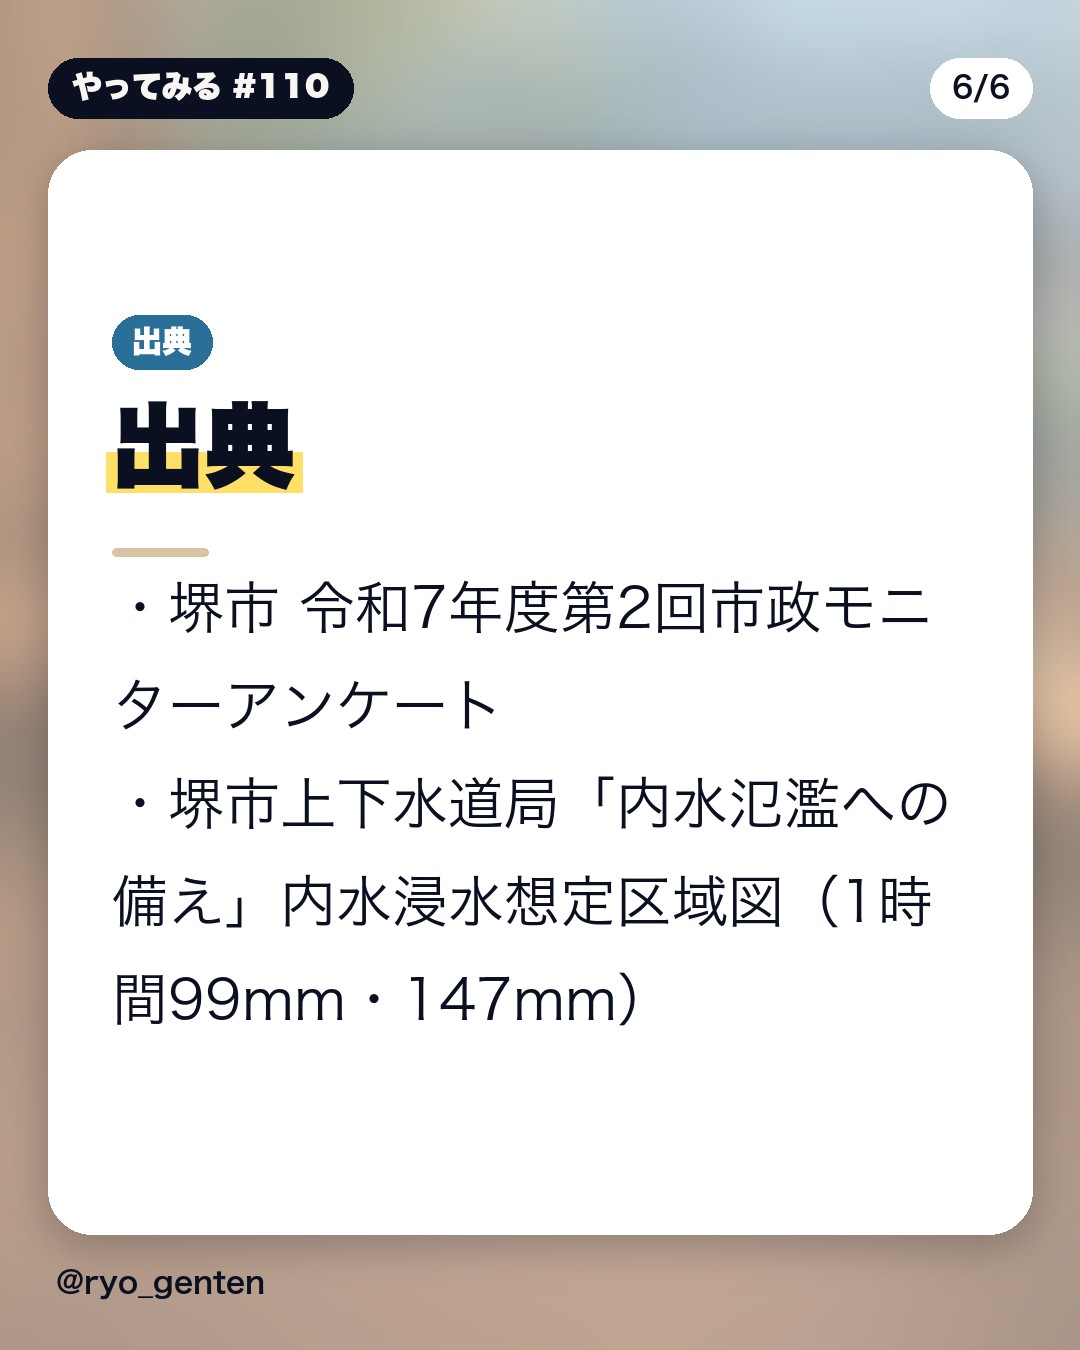 やってみる #110
6/6
出典
出典
・堺市 令和7年度第2回市政モニ
ターアンケート
・堺市上下水道局「内水氾濫への
備え」内水浸水想定区域図（1時
間99mm・147mm）
@ryo_genten